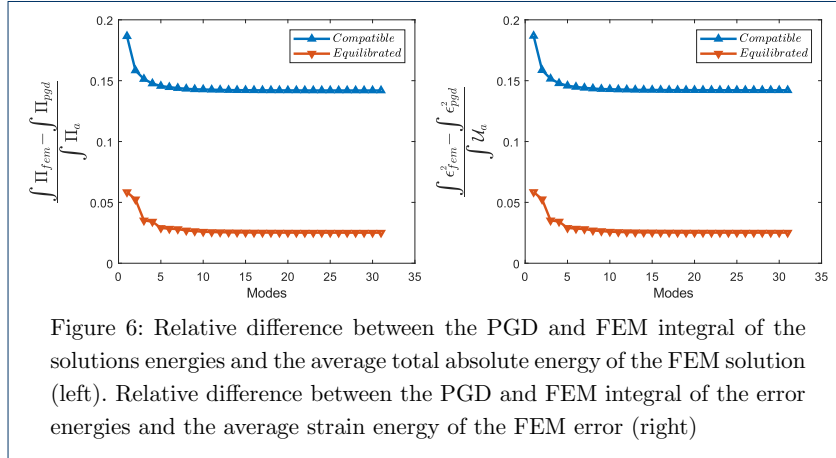 0.2
0.15
0.1
0.05
0
0 5 10 15 20 25 30 35
Modes
∫ Π_fem − ∫ Π_pgd
∫ Π_a
Compatible
Equilibrated
0.2
0.15
0.1
0.05
0
0 5 10 15 20 25 30 35
Modes
∫ ϵ²_fem − ∫ ϵ²_pgd
∫ 𝒰_a
Compatible
Equilibrated
Figure 6: Relative difference between the PGD and FEM integral of the
solutions energies and the average total absolute energy of the FEM solution
(left). Relative difference between the PGD and FEM integral of the error
energies and the average strain energy of the FEM error (right)